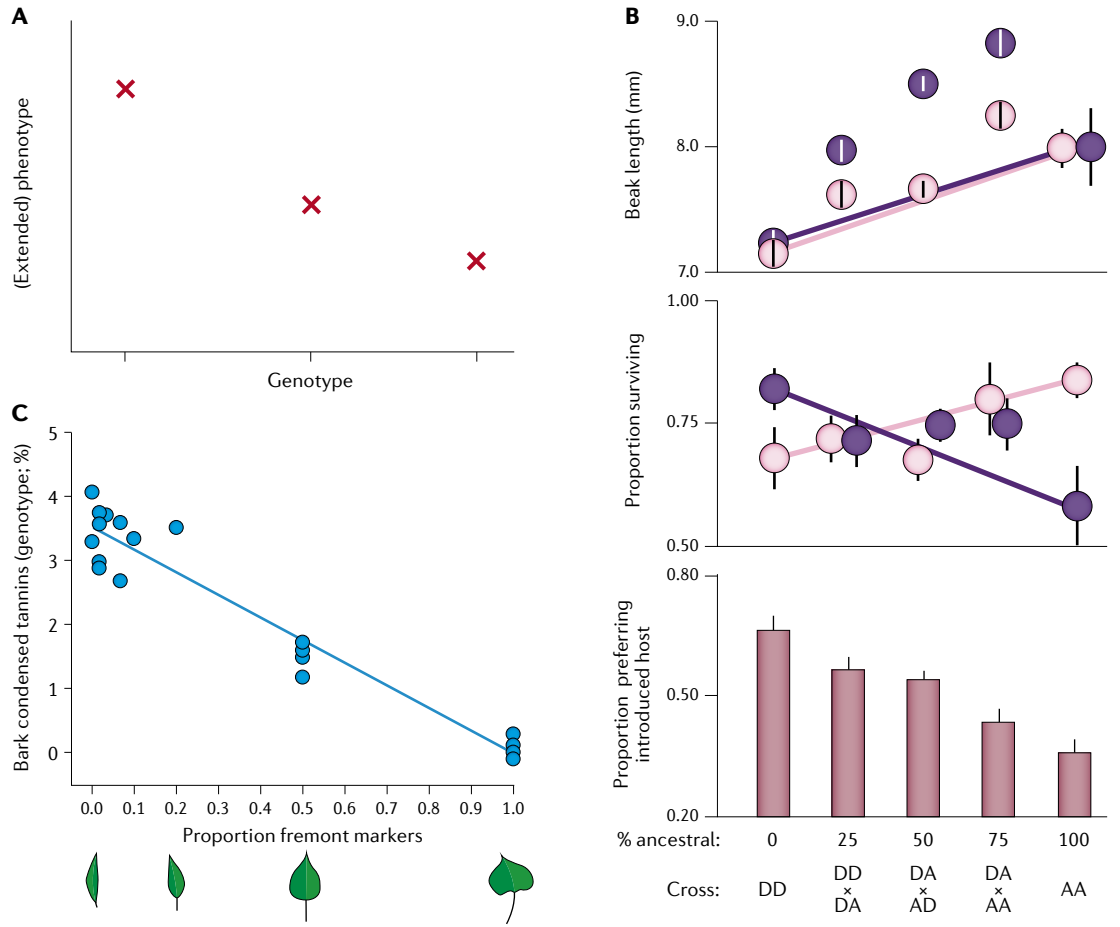 A
(Extended) phenotype
Genotype
B
9.0
8.0
7.0
Beak length (mm)
1.00
0.75
0.50
Proportion surviving
0.80
0.50
0.20
Proportion preferring
introduced host
% ancestral: 0 25 50 75 100
Cross: DD DD × DA DA × AD DA × AA AA
C
5
4
3
2
1
0
Bark condensed tannins (genotype; %)
0.0 0.1 0.2 0.3 0.4 0.5 0.6 0.7 0.8 0.9 1.0
Proportion fremont markers